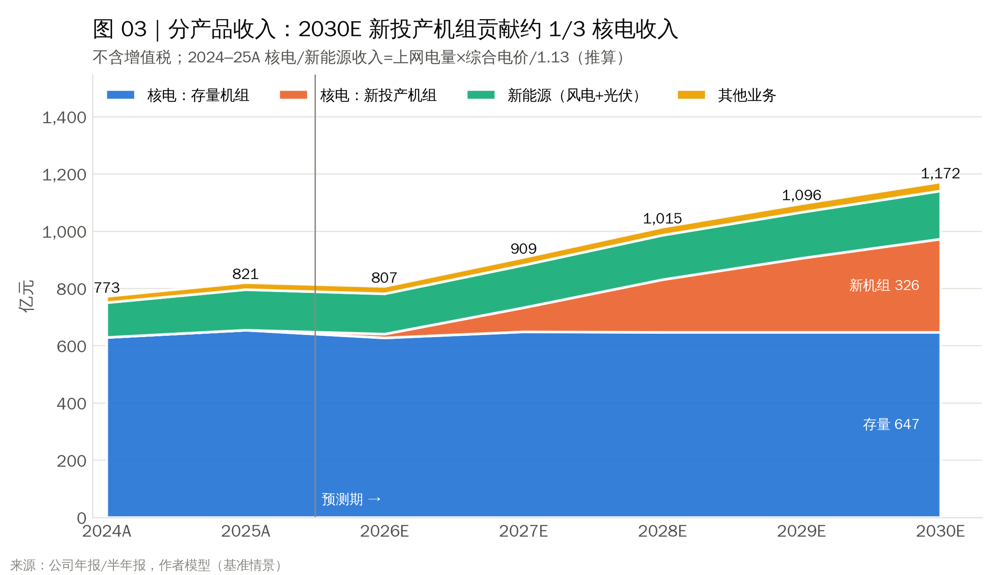 图 03｜分产品收入：2030E 新投产机组贡献约 1/3 核电收入
不含增值税；2024–25A 核电/新能源收入=上网电量×综合电价/1.13（推算）
核电：存量机组 核电：新投产机组 新能源（风电+光伏） 其他业务
亿元
1,400
1,200
1,000
800
600
400
200
0
773
821
807
909
1,015
1,096
1,172
新机组 326
存量 647
预测期 →
2024A 2025A 2026E 2027E 2028E 2029E 2030E
来源：公司年报/半年报，作者模型（基准情景）